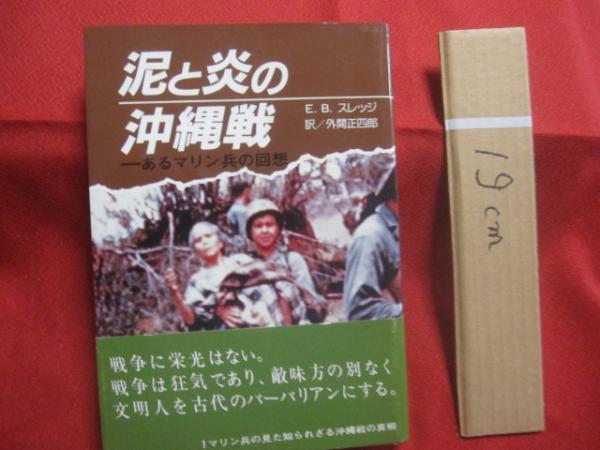 泥と炎の
沖縄戦
E. B. スレッジ
訳／外間正四郎
―あるマリン兵の回想
戦争に栄光はない。
戦争は狂気であり、敵味方の別なく
文明人を古代のバーバリアンにする。
1マリン兵の見た知られざる沖縄戦の真相
19cm